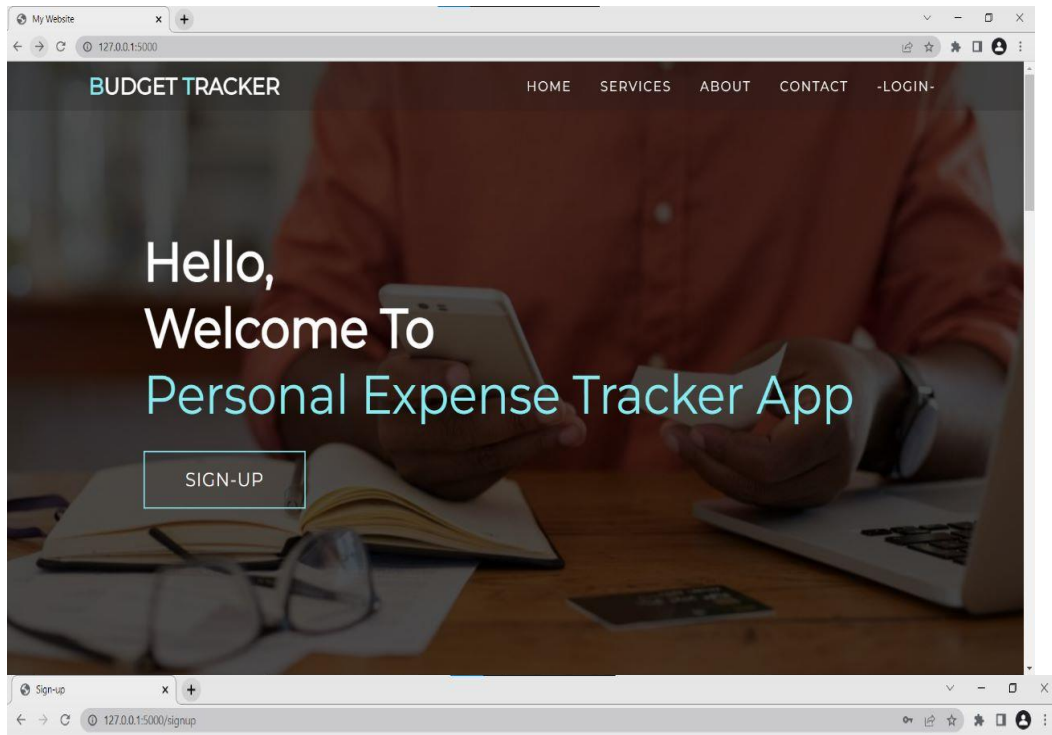 My Website
127.0.0.1:5000
BUDGET TRACKER
HOME SERVICES ABOUT CONTACT -LOGIN-
Hello,
Welcome To
Personal Expense Tracker App
SIGN-UP
Sign-up
127.0.0.1:5000/signup